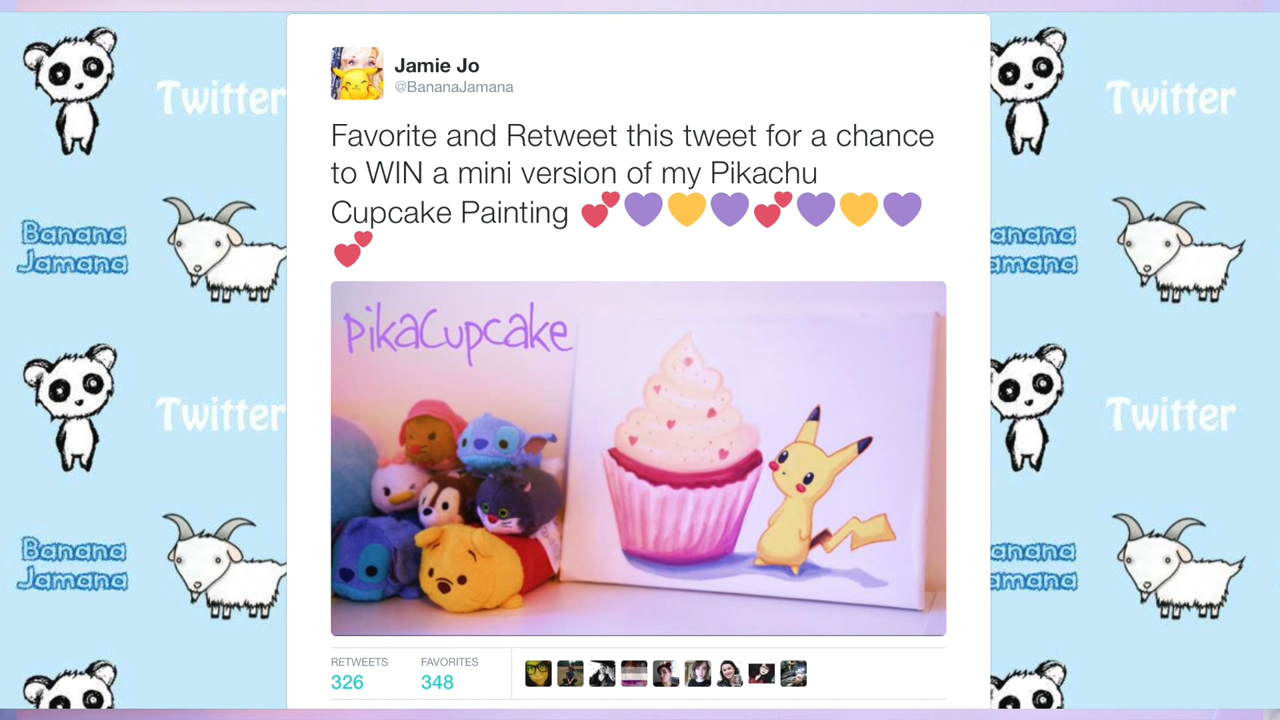 Jamie Jo
@BananaJamana
Favorite and Retweet this tweet for a chance
to WIN a mini version of my Pikachu
Cupcake Painting 💕💜💛💜💕💜💛💜
💕
pikaCupcake
RETWEETS
326
FAVORITES
348
Twitter
Banana
Jamana
Twitter
Banana
Jamana
Twitter
anana
amana
Twitter
anana
amana